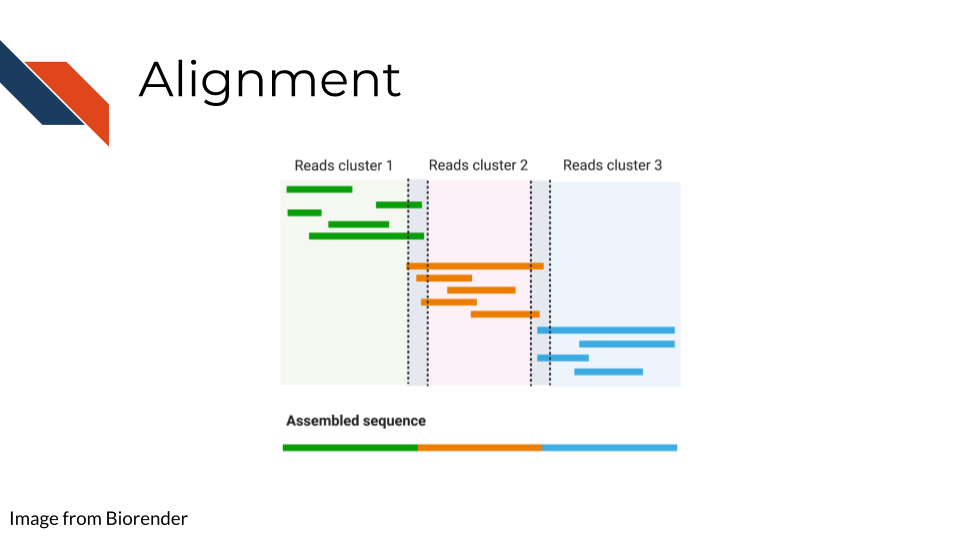 Alignment
Reads cluster 1 Reads cluster 2 Reads cluster 3
Assembled sequence
Image from Biorender